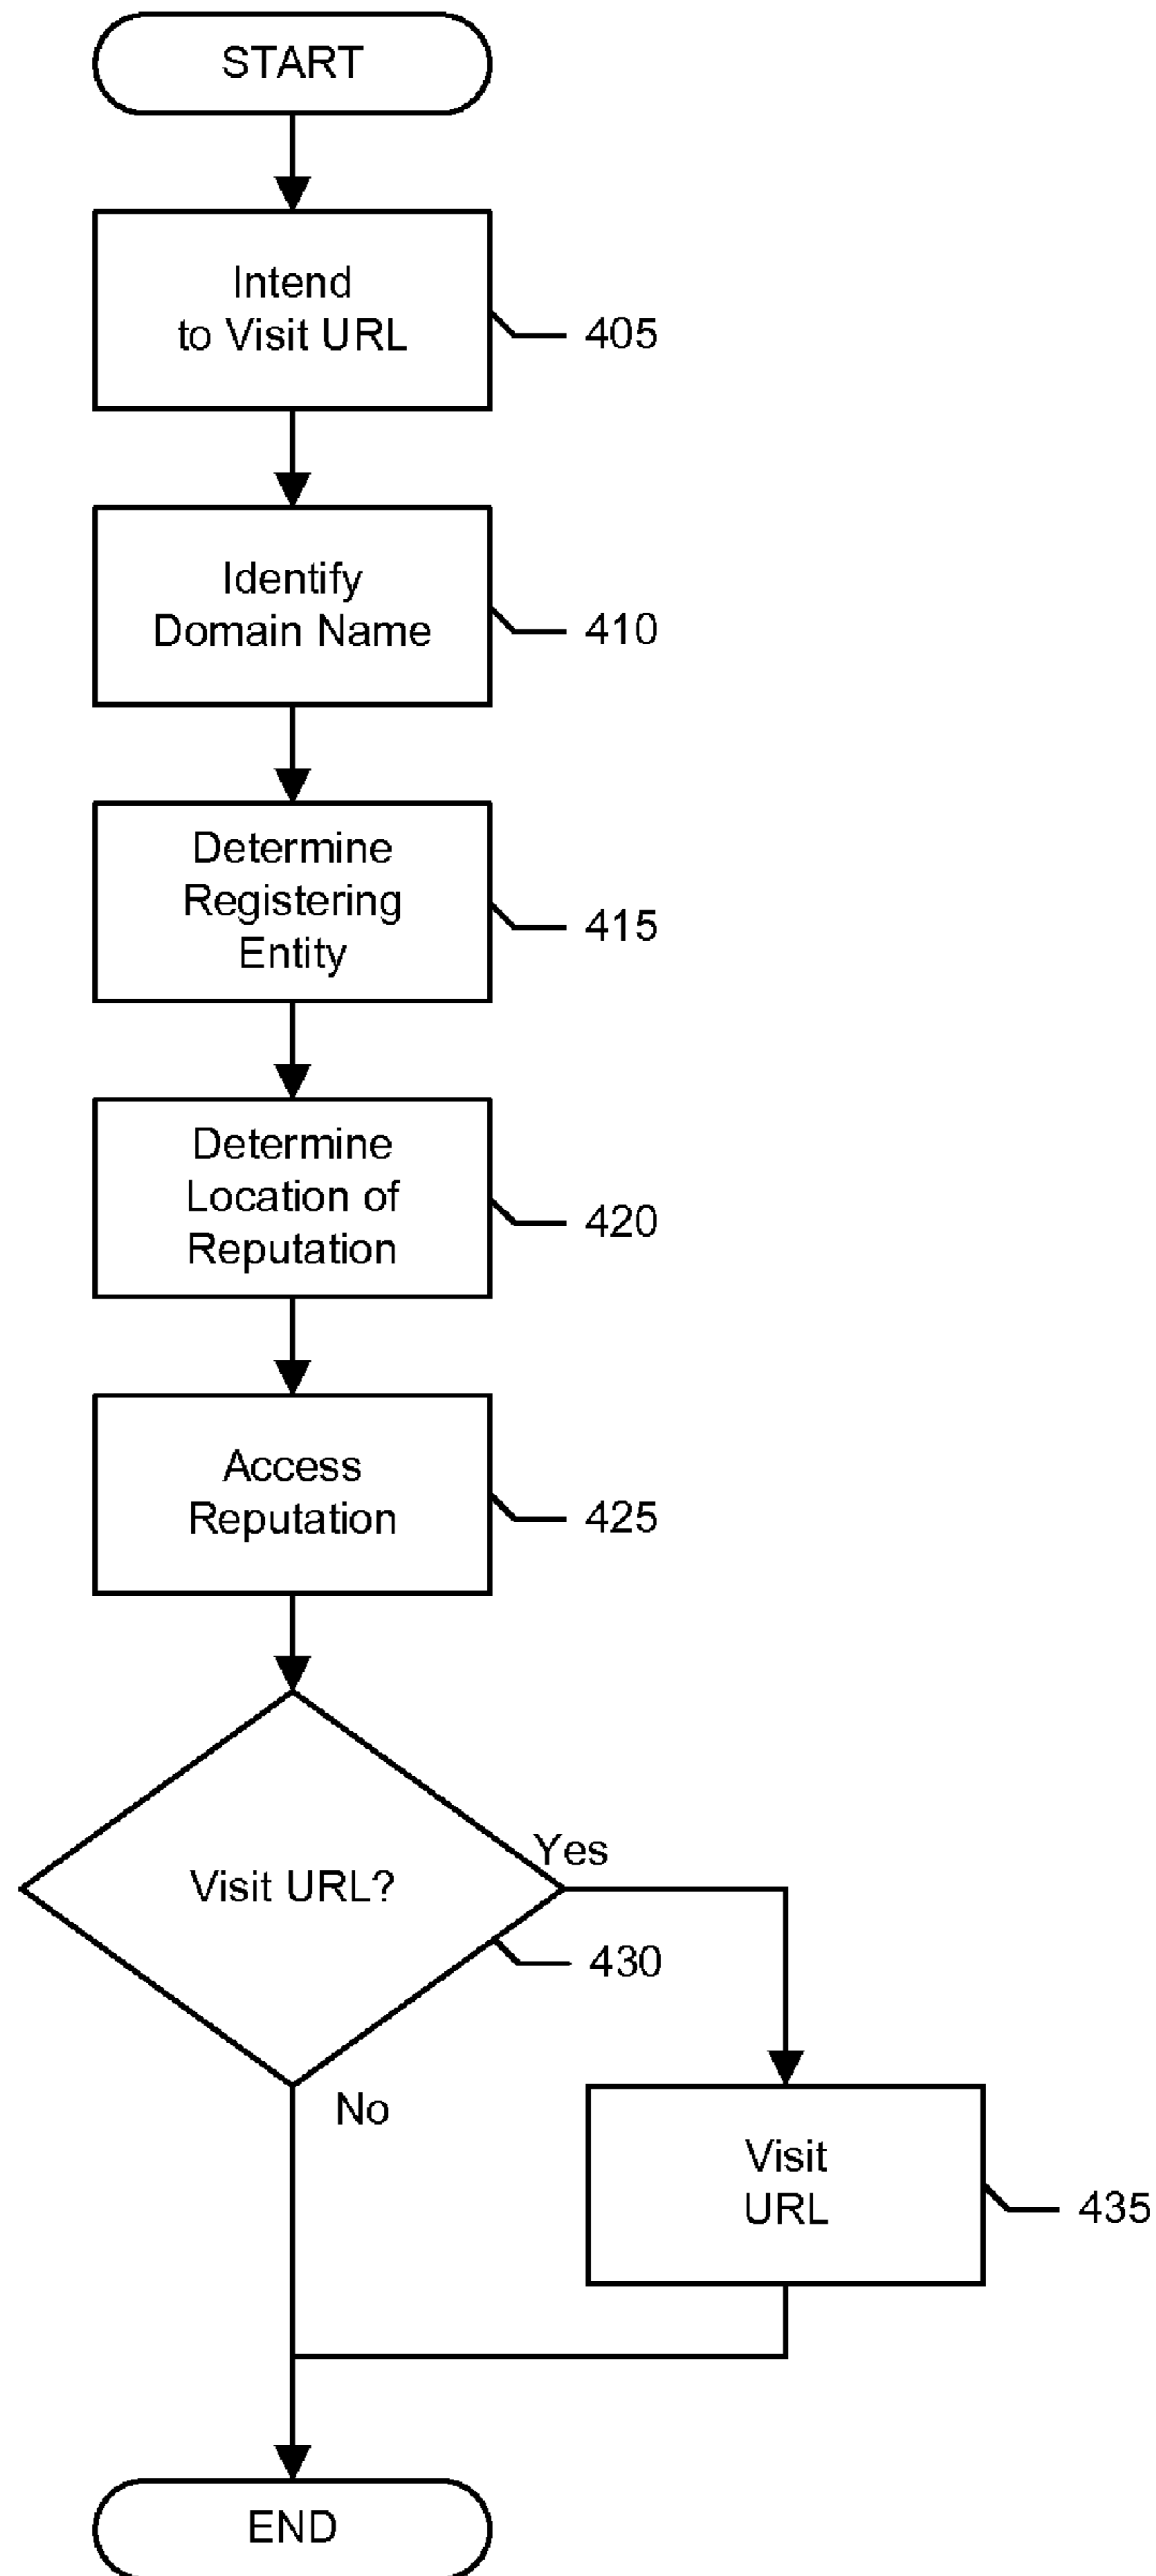 START
Intend
to Visit URL
405
Identify
Domain Name
410
Determine
Registering
Entity
415
Determine
Location of
Reputation
420
Access
Reputation
425
Visit URL?
Yes
430
No
Visit
URL
435
END